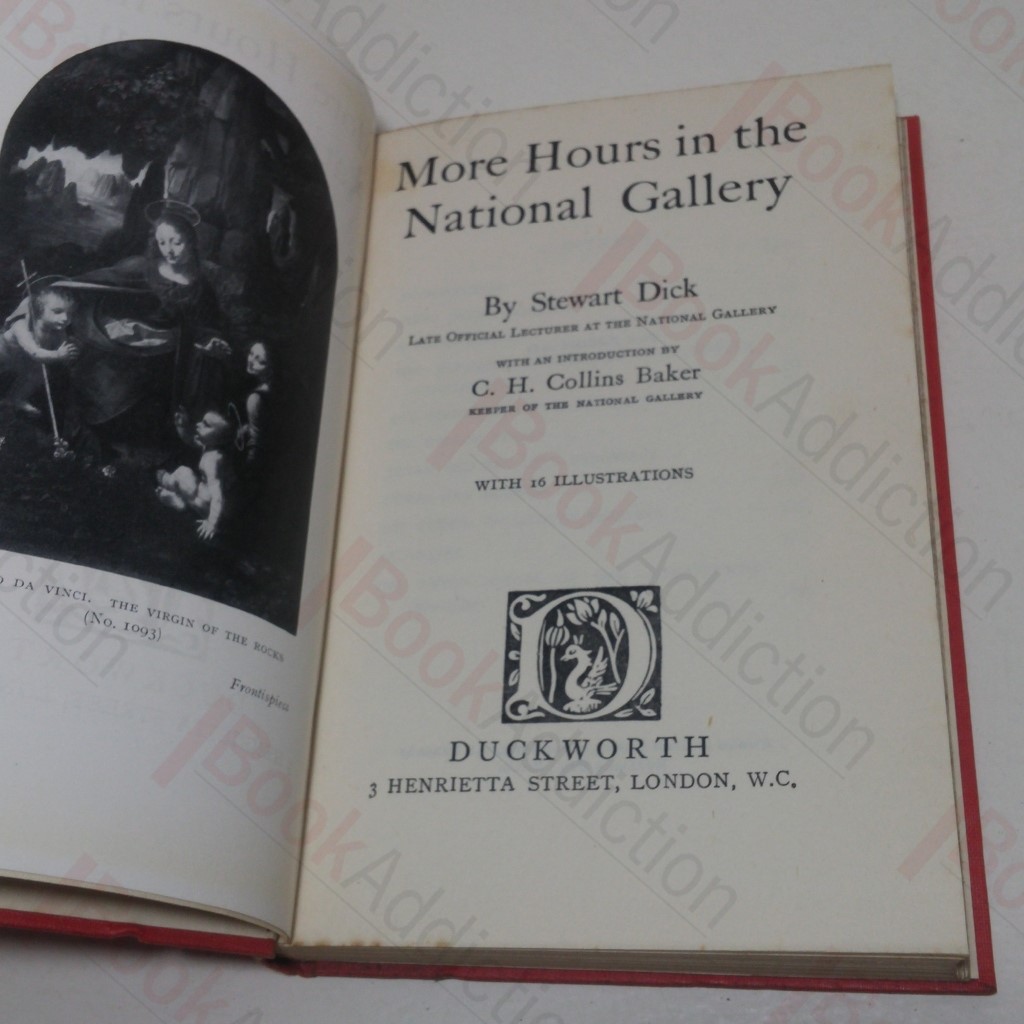 DA VINCI. THE VIRGIN OF THE ROCKS
(No. 1093)
Frontispiece
More Hours in the
National Gallery
By Stewart Dick
LATE OFFICIAL LECTURER AT THE NATIONAL GALLERY
WITH AN INTRODUCTION BY
C. H. Collins Baker
KEEPER OF THE NATIONAL GALLERY
WITH 16 ILLUSTRATIONS
D
DUCKWORTH
3 HENRIETTA STREET, LONDON, W.C.
BookAddiction